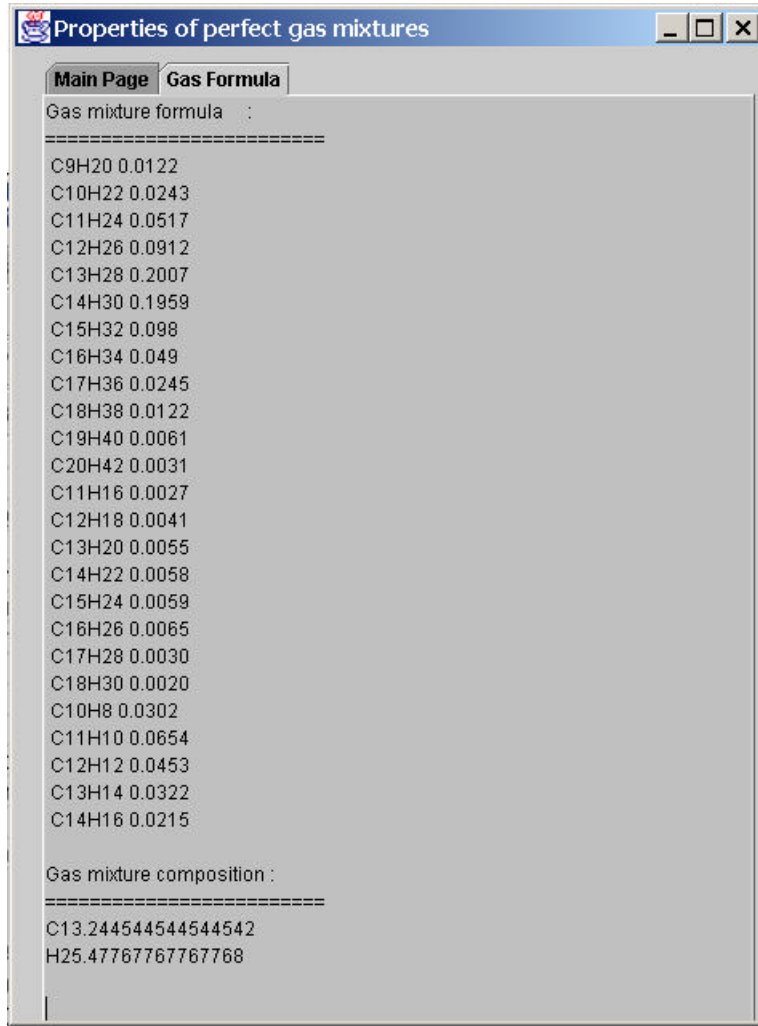 Properties of perfect gas mixtures
Main Page Gas Formula
Gas mixture formula :
=========================
C9H20 0.0122
C10H22 0.0243
C11H24 0.0517
C12H26 0.0912
C13H28 0.2007
C14H30 0.1959
C15H32 0.098
C16H34 0.049
C17H36 0.0245
C18H38 0.0122
C19H40 0.0061
C20H42 0.0031
C11H16 0.0027
C12H18 0.0041
C13H20 0.0055
C14H22 0.0058
C15H24 0.0059
C16H26 0.0065
C17H28 0.0030
C18H30 0.0020
C10H8 0.0302
C11H10 0.0654
C12H12 0.0453
C13H14 0.0322
C14H16 0.0215
Gas mixture composition :
=========================
C13.244544544544542
H25.47767767767768